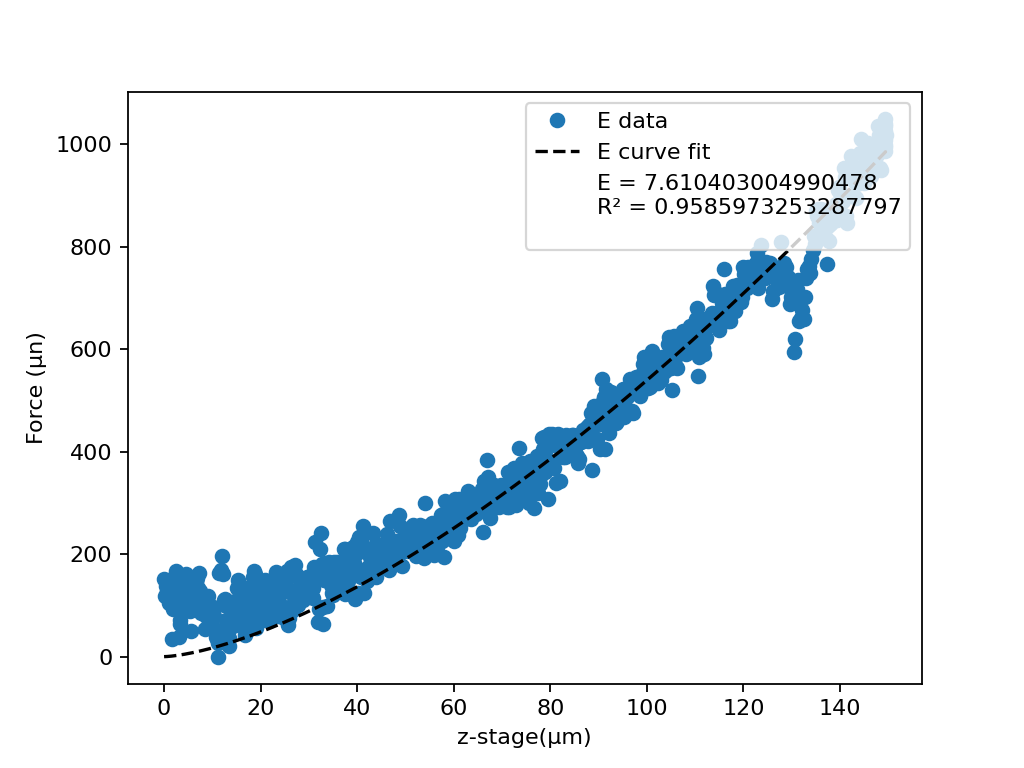 E data
E curve fit
E = 7.610403004990478
R² = 0.9585973253287797
1000
800
600
400
200
0
Force (μn)
0 20 40 60 80 100 120 140
z-stage(μm)